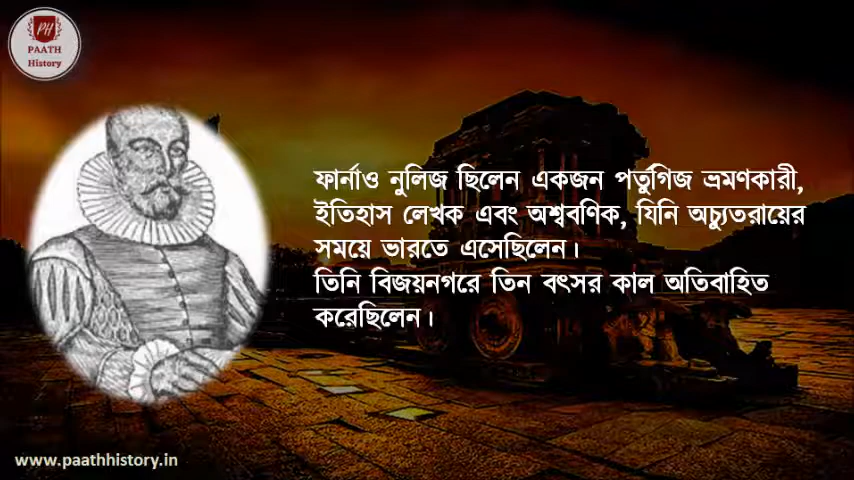 PH
PAATH
History
ফার্নাও নুলিজ ছিলেন একজন পর্তুগিজ ভ্রমণকারী,
ইতিহাস লেখক এবং অশ্ববণিক, যিনি অচ্যুতরায়ের
সময়ে ভারতে এসেছিলেন।
তিনি বিজয়নগরে তিন বৎসর কাল অতিবাহিত
করেছিলেন।
www.paathhistory.in